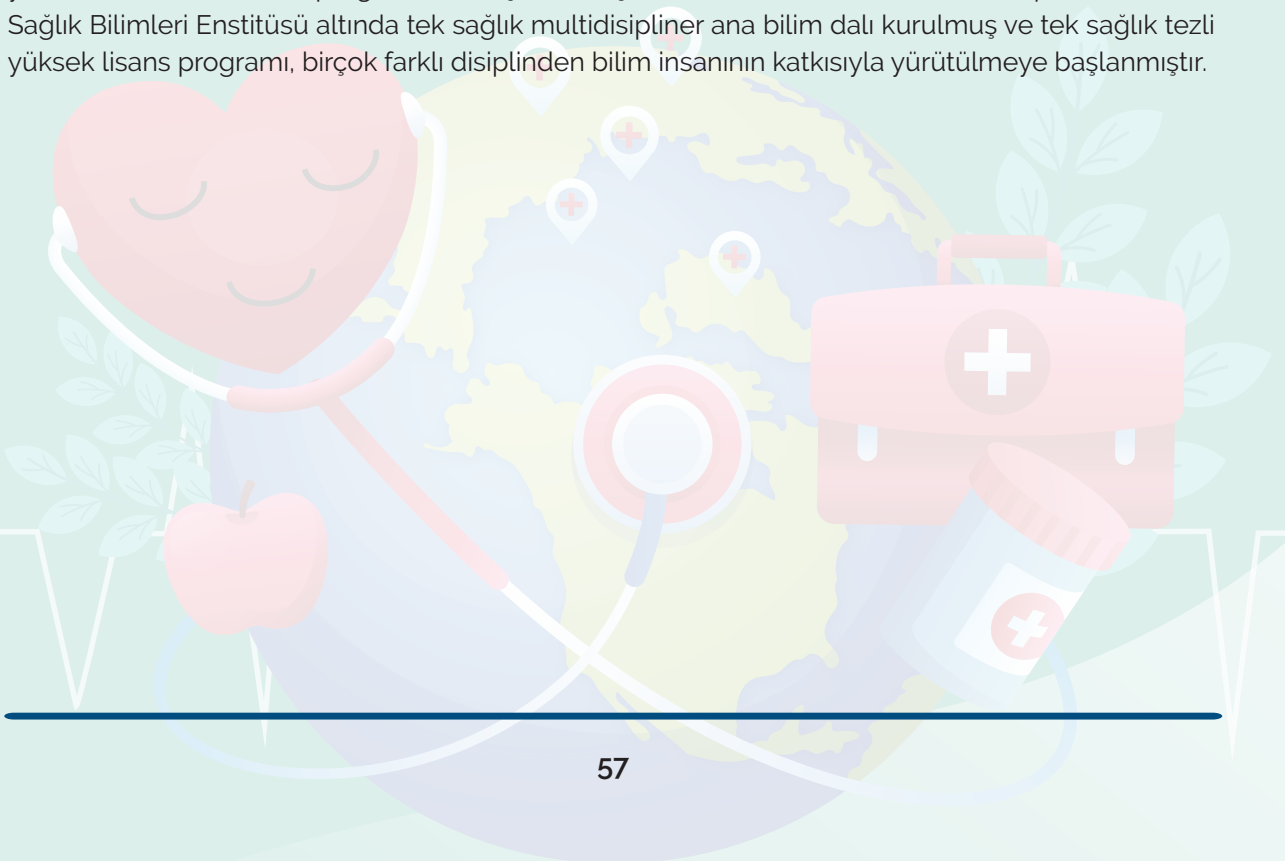 Sağlık Bilimleri Enstitüsü altında tek sağlık multidisipliner ana bilim dalı kurulmuş ve tek sağlık tezli
yüksek lisans programı, birçok farklı disiplinden bilim insanının katkısıyla yürütülmeye başlanmıştır.
57